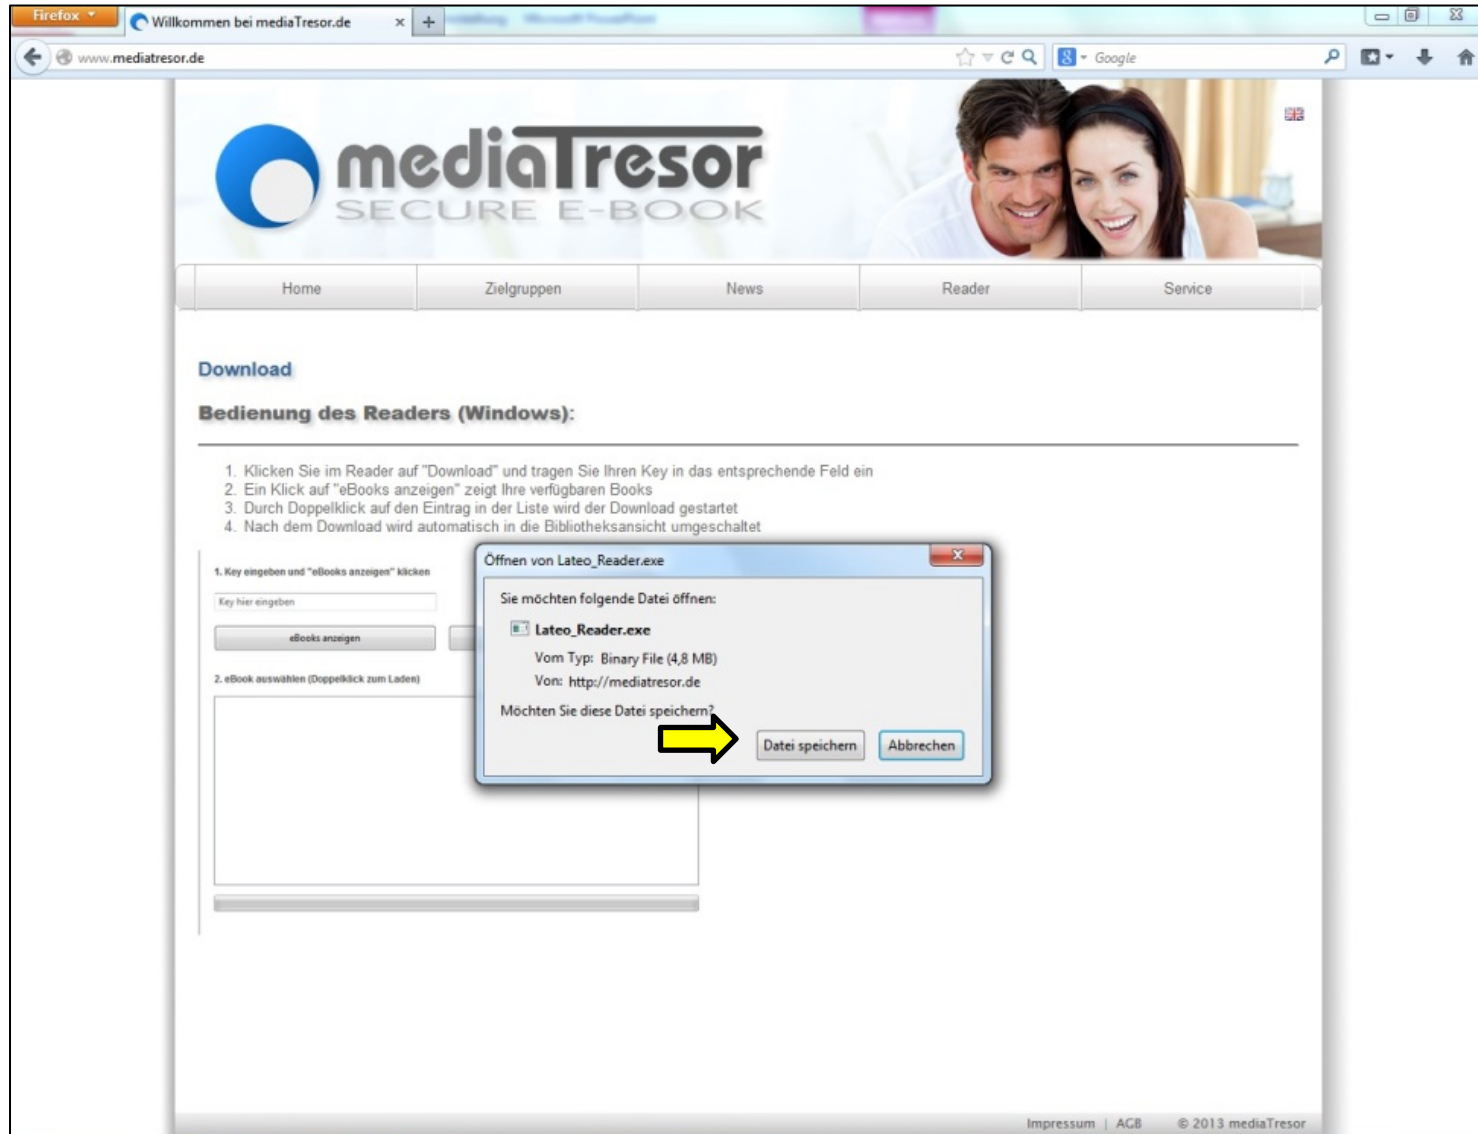 Firefox
Willkommen bei mediaTresor.de
Microsoft PowerPoint
www.mediatresor.de
Google
mediaTresor
SECURE E-BOOK
Home
Zielgruppen
News
Reader
Service
Download
Bedienung des Readers (Windows):
1. Klicken Sie im Reader auf "Download" und tragen Sie Ihren Key in das entsprechende Feld ein
2. Ein Klick auf "eBooks anzeigen" zeigt Ihre verfügbaren Books
3. Durch Doppelklick auf den Eintrag in der Liste wird der Download gestartet
4. Nach dem Download wird automatisch in die Bibliotheksansicht umgeschaltet
1. Key eingeben und "eBooks anzeigen" klicken
Key hier eingeben
eBooks anzeigen
2. eBook auswählen (Doppelklick zum Laden)
Öffnen von Lateo_Reader.exe
Sie möchten folgende Datei öffnen:
Lateo_Reader.exe
Vom Typ: Binary File (4,8 MB)
Von: http://mediatresor.de
Möchten Sie diese Datei speichern?
Datei speichern
Abbrechen
Impressum | AGB © 2013 mediaTresor